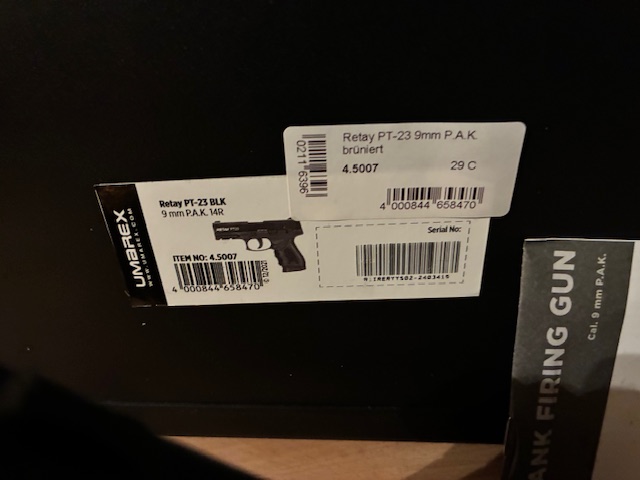 Retay PT-23 9mm P.A.K.
brüniert
4.5007 29 C
0211 6396
4 000844 658470
UMAREX
WWW.UMAREX.COM
Retay PT-23 BLK
9 mm P.A.K. 14R
ITEM NO: 4.5007
4 000844 658470
Serial No:
ANK FIRING GUN
Cal. 9 mm P.A.K.